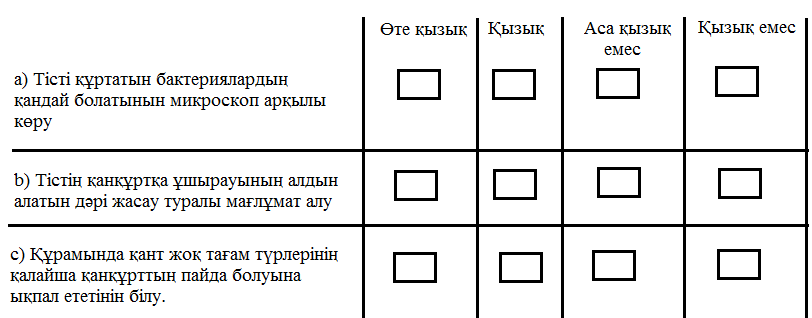 Өте қызық Қызық Аса қызық емес Қызық емес
а) Тісті құртатын бактериялардың
қандай болатынын микроскоп арқылы
көру
b) Тістің қанқұртқа ұшырауының алдын
алатын дәрі жасау туралы мағлұмат алу
с) Құрамында қант жоқ тағам түрлерінің
қалайша қанқұрттың пайда болуына
ықпал ететінін білу.